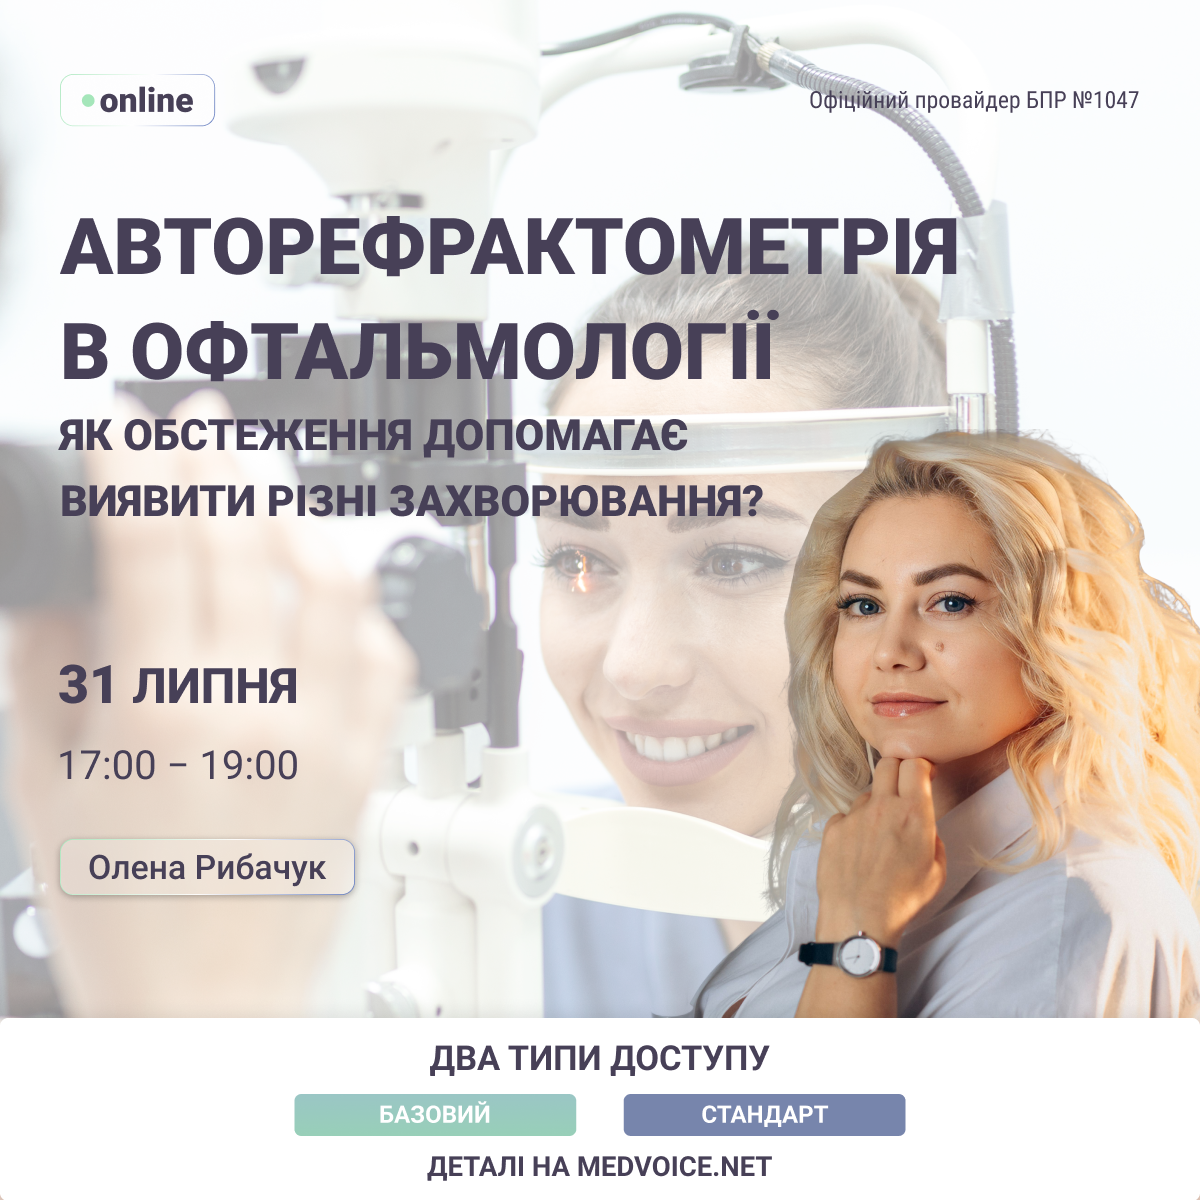 online
Офіційний провайдер БПР №1047
АВТОРЕФРАКТОМЕТРІЯ
В ОФТАЛЬМОЛОГІЇ
ЯК ОБСТЕЖЕННЯ ДОПОМАГАЄ
ВИЯВИТИ РІЗНІ ЗАХВОРЮВАННЯ?
31 ЛИПНЯ
17:00 – 19:00
Олена Рибачук
ДВА ТИПИ ДОСТУПУ
БАЗОВИЙ
СТАНДАРТ
ДЕТАЛІ НА MEDVOICE.NET